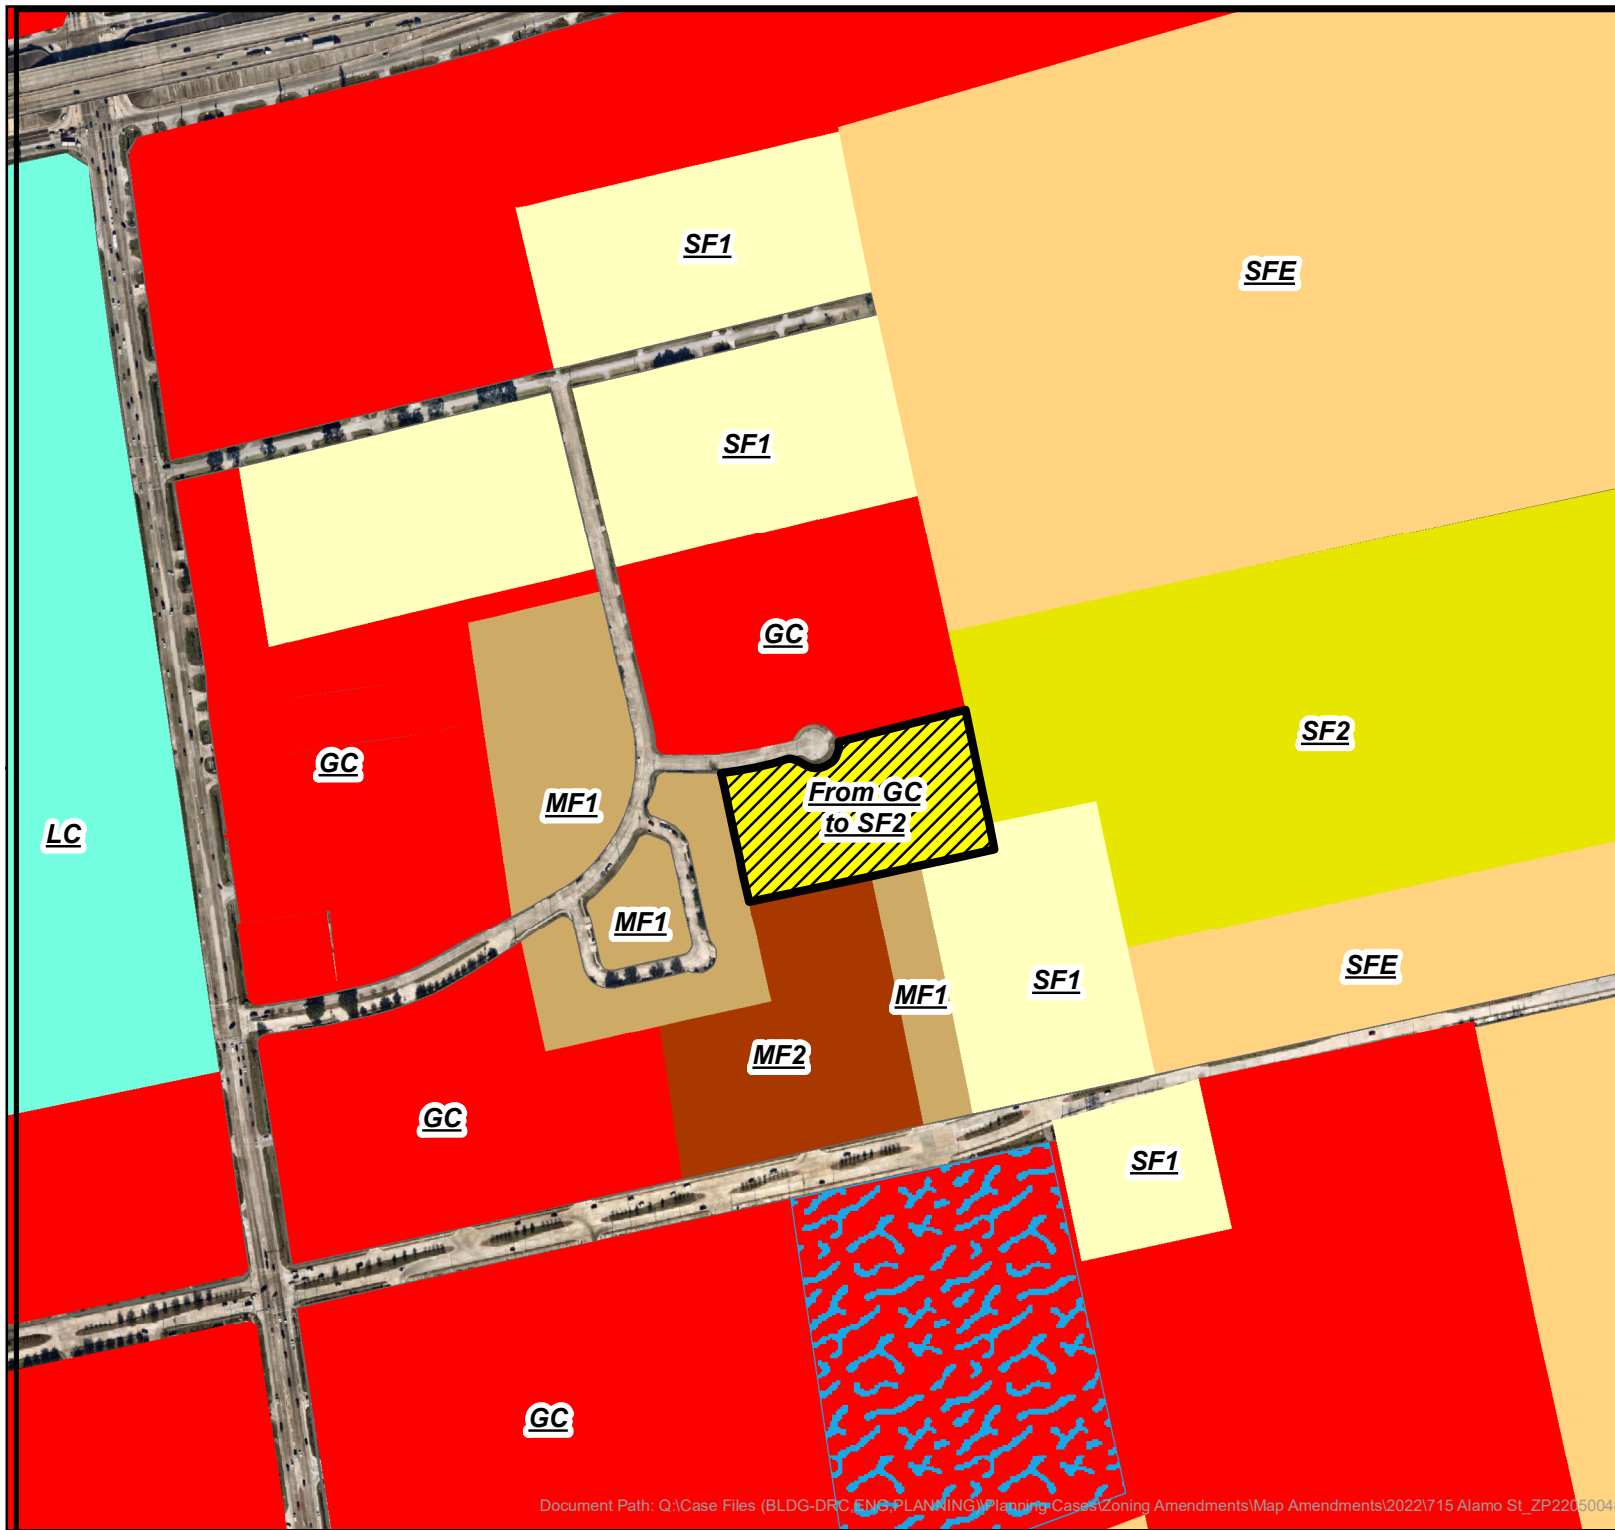 SF1
SFE
SF1
GC
SF2
GC
From GC
to SF2
MF1
LC
MF1
SFE
SF1
MF1
MF2
GC
SF1
GC
Document Path: Q:\Case Files (BLDG-DRC,ENG,PLANNING)\Planning Cases\Zoning Amendments\Map Amendments\2022\715 Alamo St_ZP2205004